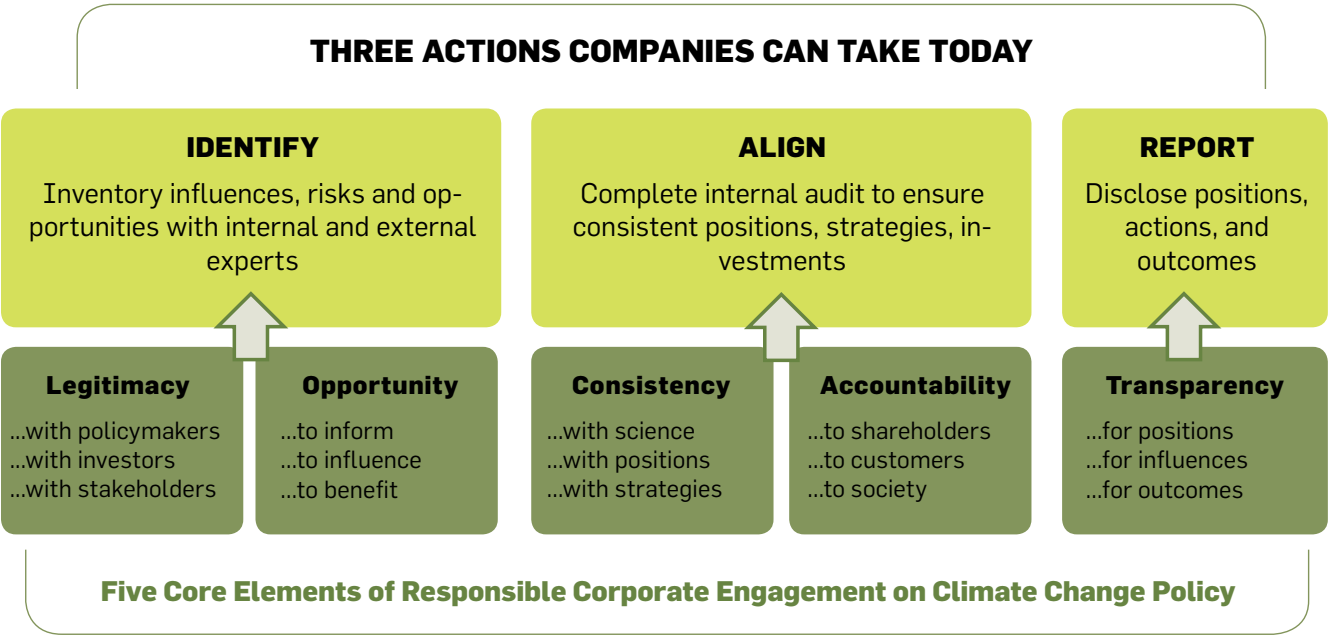 THREE ACTIONS COMPANIES CAN TAKE TODAY
IDENTIFY
Inventory influences, risks and op-
portunities with internal and external
experts
ALIGN
Complete internal audit to ensure
consistent positions, strategies, in-
vestments
REPORT
Disclose positions,
actions, and
outcomes
Legitimacy
...with policymakers
...with investors
...with stakeholders
Opportunity
...to inform
...to influence
...to benefit
Consistency
...with science
...with positions
...with strategies
Accountability
...to shareholders
...to customers
...to society
Transparency
...for positions
...for influences
...for outcomes
Five Core Elements of Responsible Corporate Engagement on Climate Change Policy